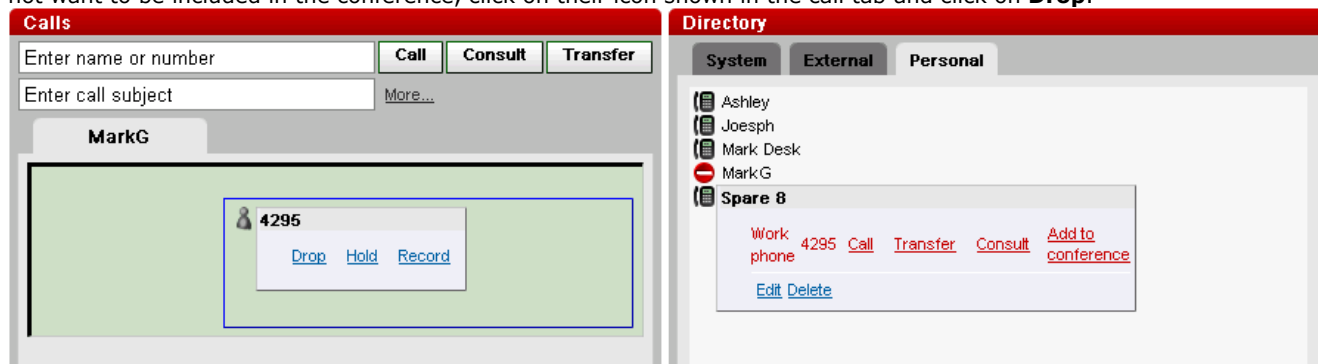 not want to be included in the conference, click on their icon shown in the call tab and click on Drop.
Calls
Enter name or number
Call
Consult
Transfer
Enter call subject
More...
MarkG
4295
Drop Hold Record
Directory
System External Personal
Ashley
Joesph
Mark Desk
MarkG
Spare 8
Work phone 4295 Call Transfer Consult Add to conference
Edit Delete